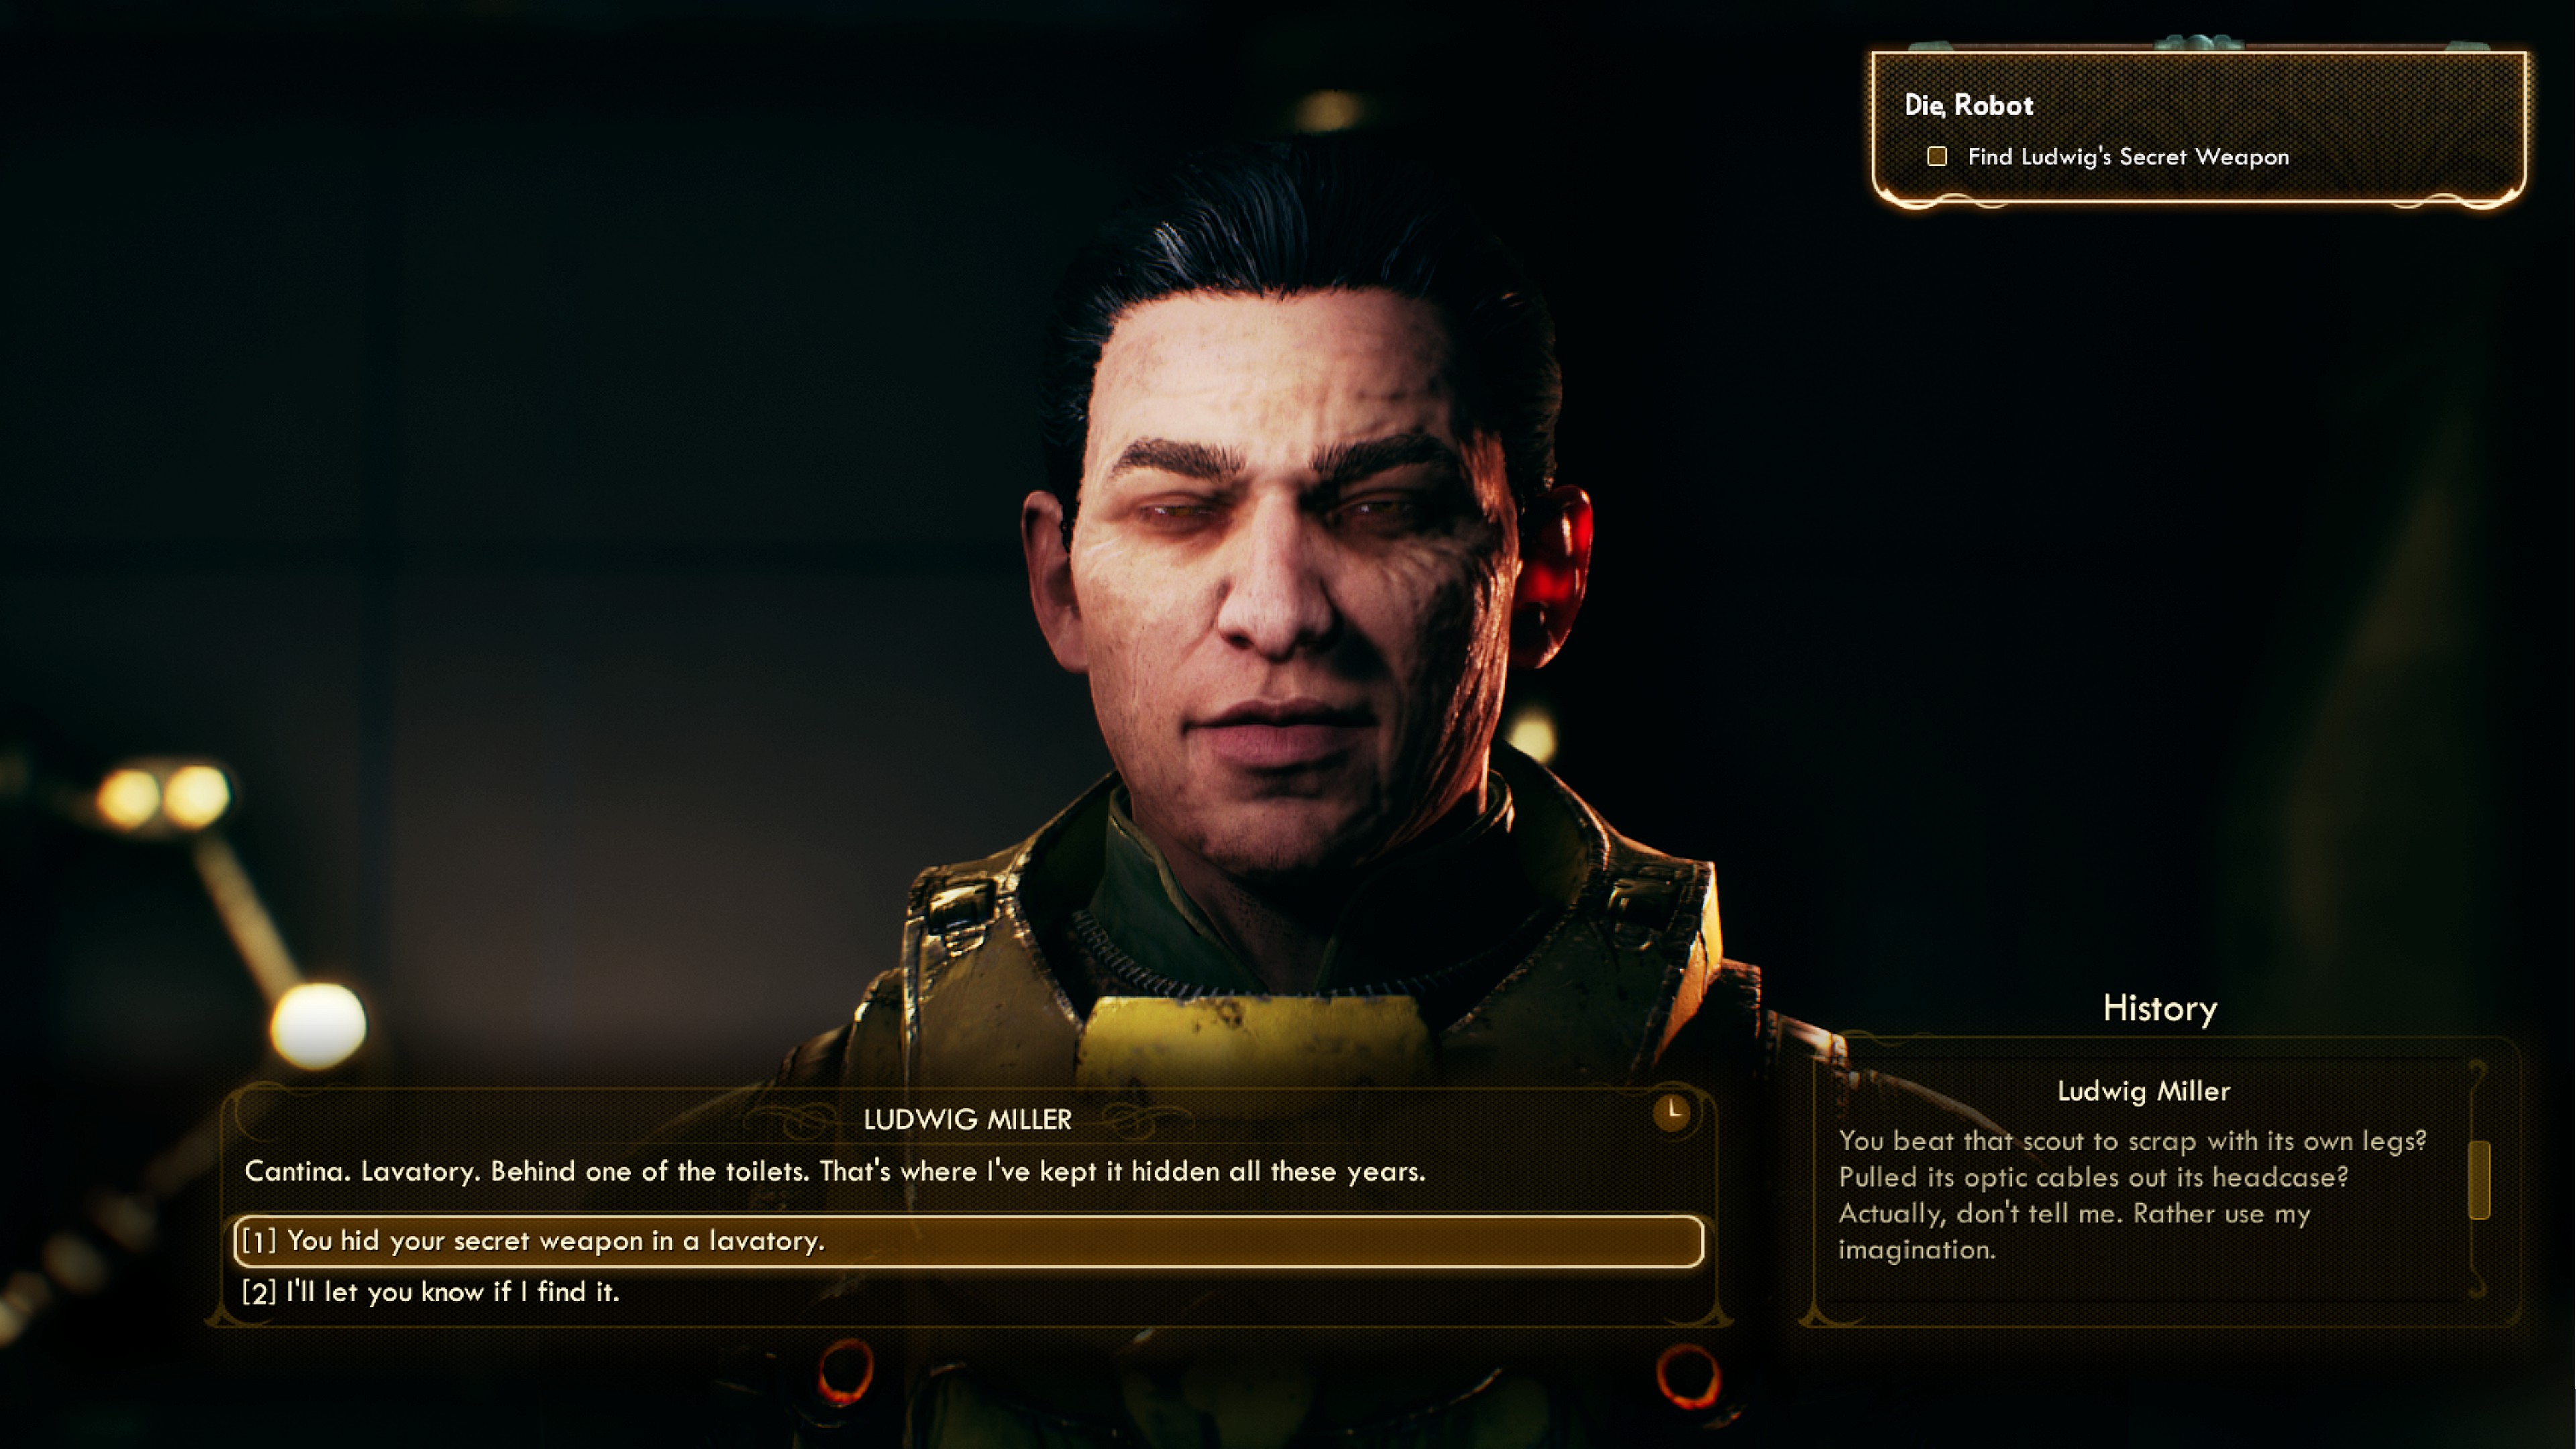 Die, Robot
Find Ludwig's Secret Weapon
LUDWIG MILLER
Cantina. Lavatory. Behind one of the toilets. That's where I've kept it hidden all these years.
[1] You hid your secret weapon in a lavatory.
[2] I'll let you know if I find it.
History
Ludwig Miller
You beat that scout to scrap with its own legs?
Pulled its optic cables out its headcase?
Actually, don't tell me. Rather use my
imagination.